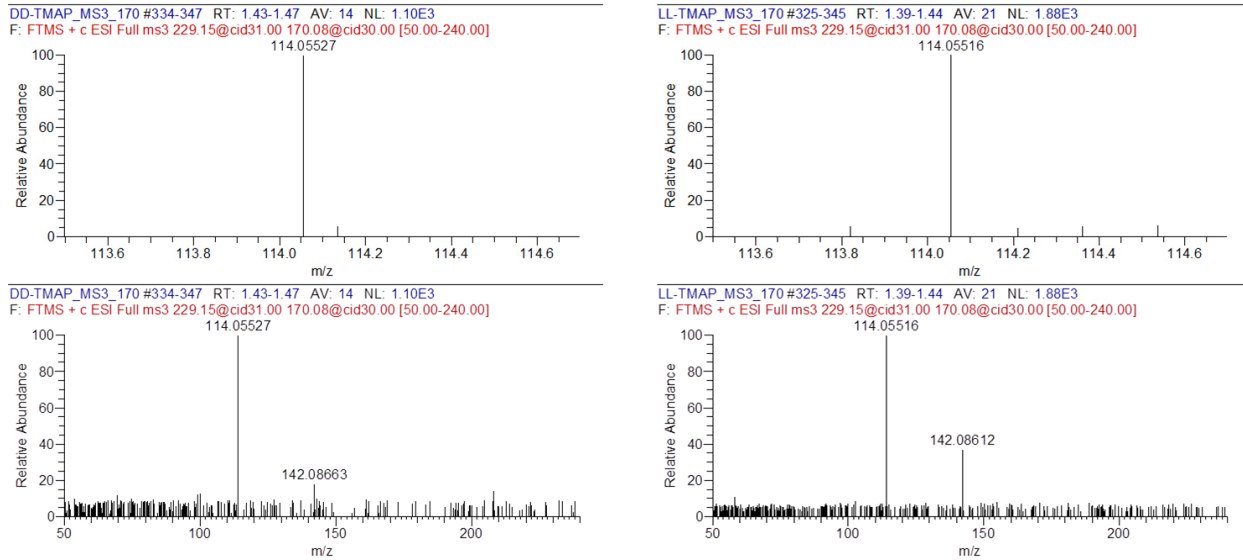 DD-TMAP_MS3_170 #334-347 RT: 1.43-1.47 AV: 14 NL: 1.10E3
F: FTMS + c ESI Full ms3 229.15@cid31.00 170.08@cid30.00 [50.00-240.00]
114.05527
100
80
60
40
20
0
Relative Abundance
113.6 113.8 114.0 114.2 114.4 114.6
m/z
LL-TMAP_MS3_170 #325-345 RT: 1.39-1.44 AV: 21 NL: 1.88E3
F: FTMS + c ESI Full ms3 229.15@cid31.00 170.08@cid30.00 [50.00-240.00]
114.05516
100
80
60
40
20
0
Relative Abundance
113.6 113.8 114.0 114.2 114.4 114.6
m/z
DD-TMAP_MS3_170 #334-347 RT: 1.43-1.47 AV: 14 NL: 1.10E3
F: FTMS + c ESI Full ms3 229.15@cid31.00 170.08@cid30.00 [50.00-240.00]
114.05527
100
80
60
40
20
0
Relative Abundance
142.08663
50 100 150 200
m/z
LL-TMAP_MS3_170 #325-345 RT: 1.39-1.44 AV: 21 NL: 1.88E3
F: FTMS + c ESI Full ms3 229.15@cid31.00 170.08@cid30.00 [50.00-240.00]
114.05516
100
80
60
40
20
0
Relative Abundance
142.08612
50 100 150 200
m/z